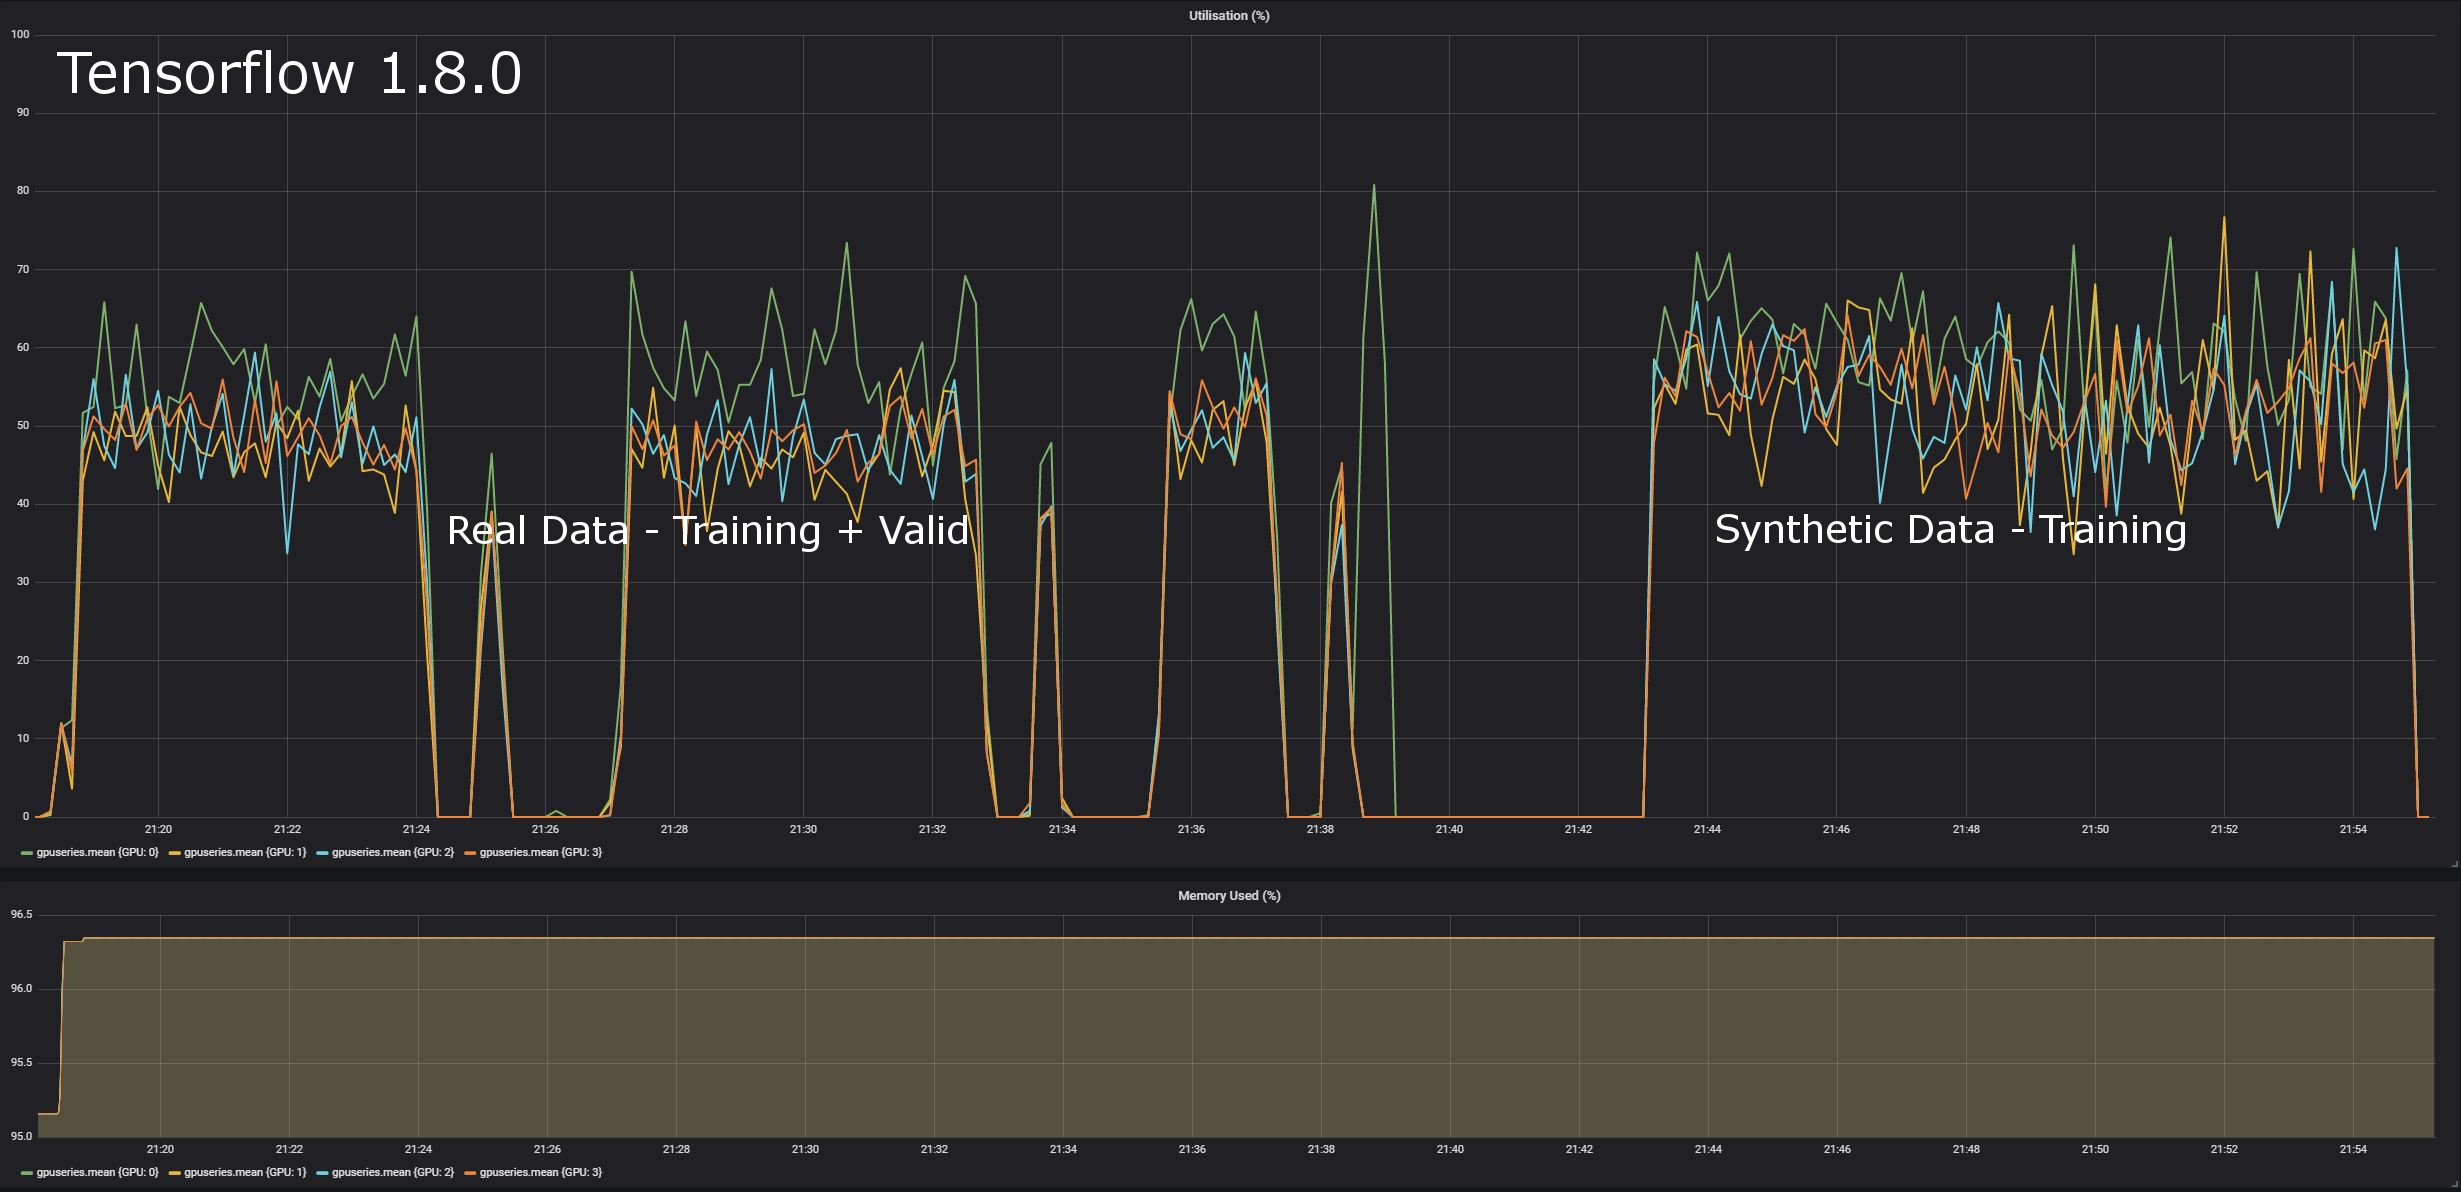 Utilisation (%)
100
Tensorflow 1.8.0
90
80
70
60
50
40
Real Data - Training + Valid
Synthetic Data - Training
30
20
10
0
21:20 21:22 21:24 21:26 21:28 21:30 21:32 21:34 21:36 21:38 21:40 21:42 21:44 21:46 21:48 21:50 21:52 21:54
gpuseries.mean {GPU: 0} gpuseries.mean {GPU: 1} gpuseries.mean {GPU: 2} gpuseries.mean {GPU: 3}
Memory Used (%)
96.5
96.0
95.5
95.0
21:20 21:22 21:24 21:26 21:28 21:30 21:32 21:34 21:36 21:38 21:40 21:42 21:44 21:46 21:48 21:50 21:52 21:54
gpuseries.mean {GPU: 0} gpuseries.mean {GPU: 1} gpuseries.mean {GPU: 2} gpuseries.mean {GPU: 3}